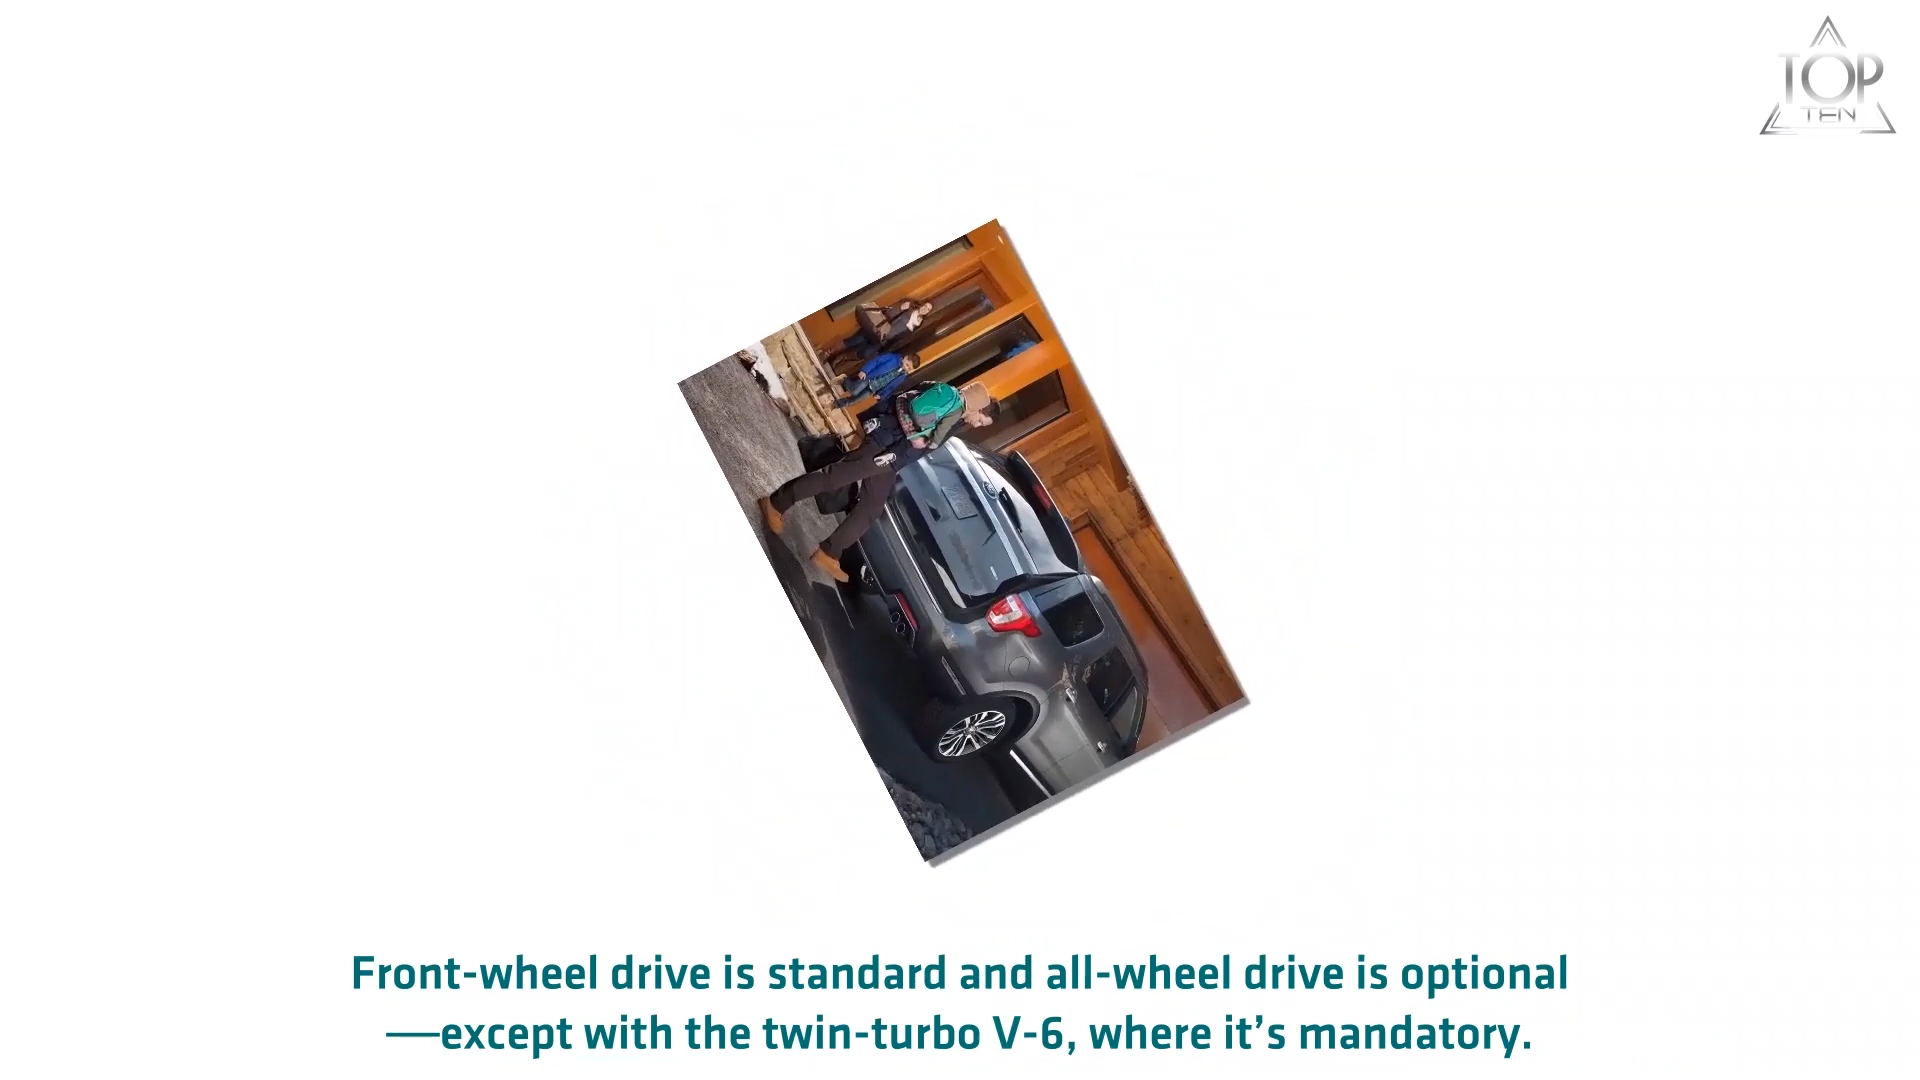 TOP
TEN
Front-wheel drive is standard and all-wheel drive is optional
—except with the twin-turbo V-6, where it’s mandatory.